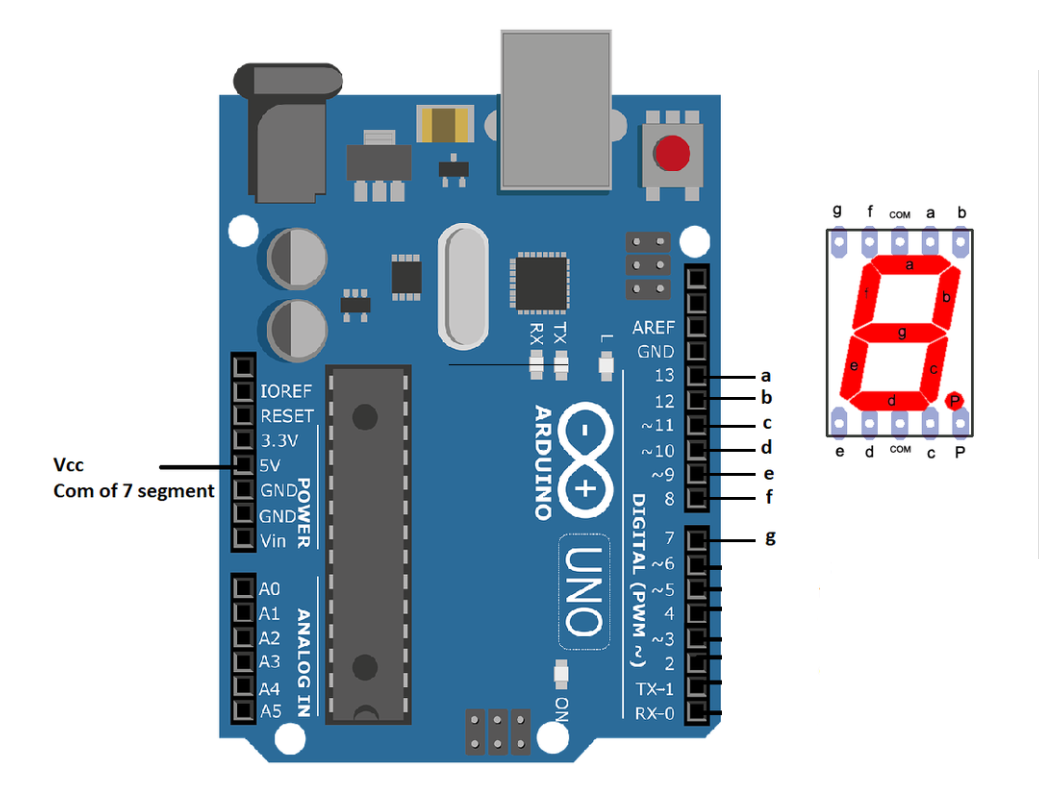 g f COM a b
a
f
b
g
e
c
d
P
e d COM c P
RX
TX
L
AREF
GND
13
12
~11
~10
~9
8
7
~6
~5
4
~3
2
TX-1
RX-0
a
b
c
d
e
f
g
DIGITAL (PWM ~)
IOREF
RESET
3.3V
5V
GND
GND
Vin
POWER
Vcc
Com of 7 segment
A0
A1
A2
A3
A4
A5
ANALOG IN
- +
ARDUINO
UNO
ON